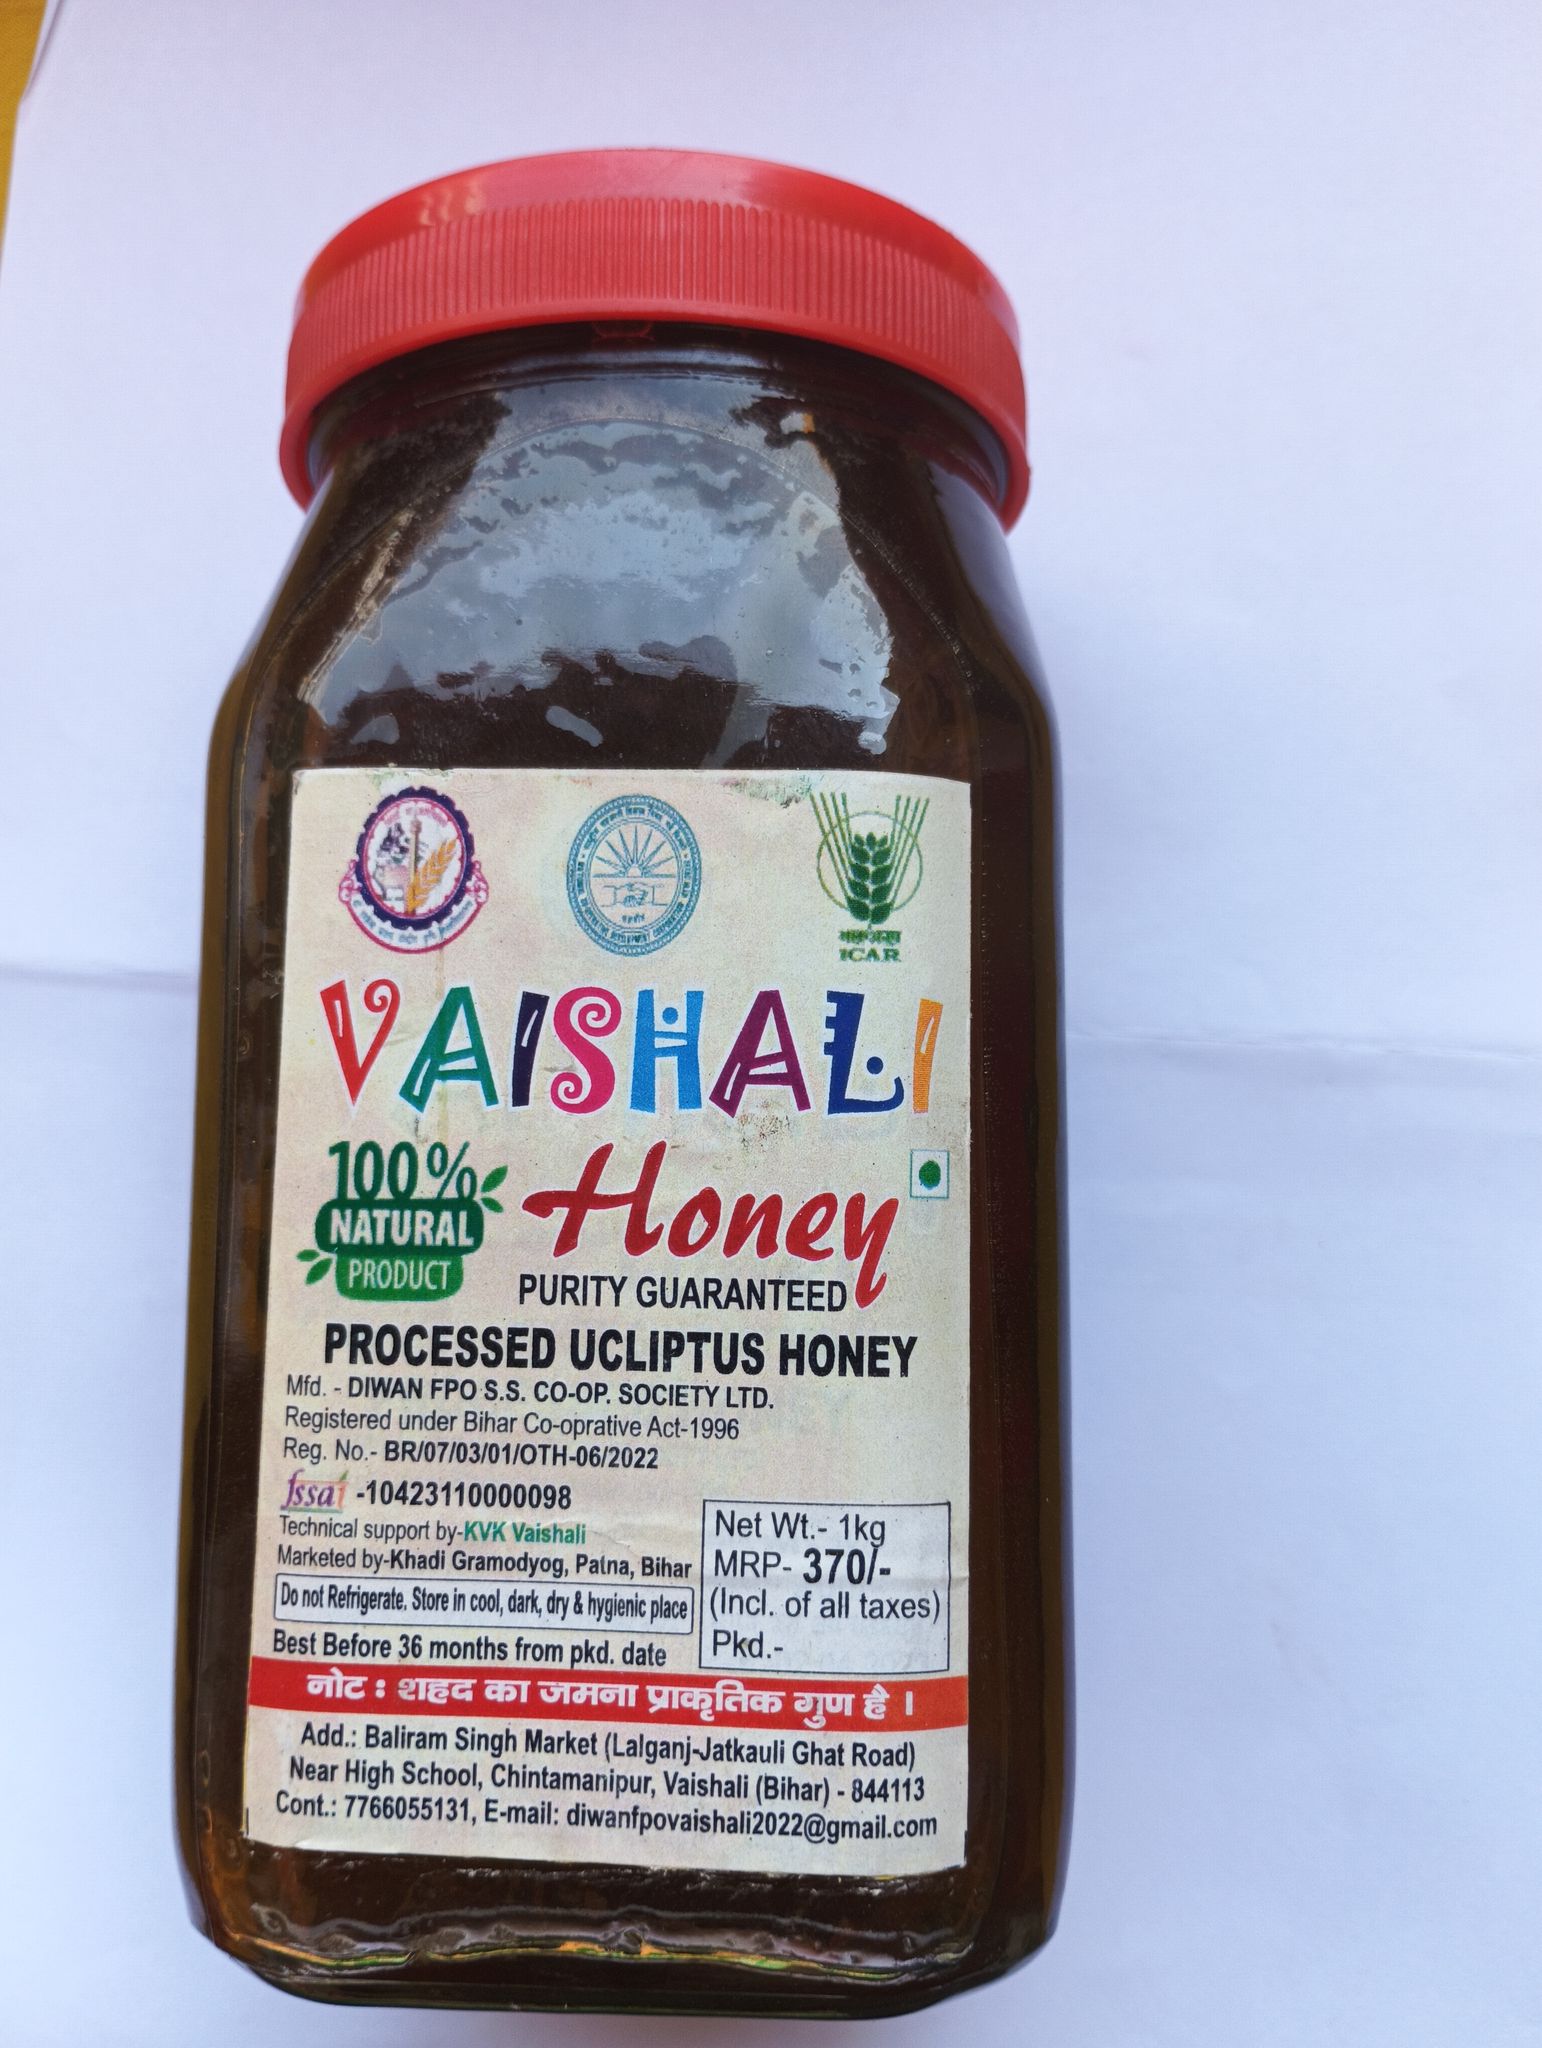 ICAR
VAISHALI
100%
NATURAL
PRODUCT
Honey
PURITY GUARANTEED
PROCESSED UCLIPTUS HONEY
Mfd. - DIWAN FPO S.S. CO-OP. SOCIETY LTD.
Registered under Bihar Co-oprative Act-1996
Reg. No.- BR/07/03/01/OTH-06/2022
fssai -10423110000098
Technical support by-KVK Vaishali
Marketed by-Khadi Gramodyog, Patna, Bihar
Do not Refrigerate. Store in cool, dark, dry & hygienic place
Best Before 36 months from pkd. date
Net Wt.- 1kg
MRP- 370/-
(Incl. of all taxes)
Pkd.-
नोट : शहद का जमना प्राकृतिक गुण है ।
Add.: Baliram Singh Market (Lalganj-Jatkauli Ghat Road)
Near High School, Chintamanipur, Vaishali (Bihar) - 844113
Cont.: 7766055131, E-mail: diwanfpovaishali2022@gmail.com